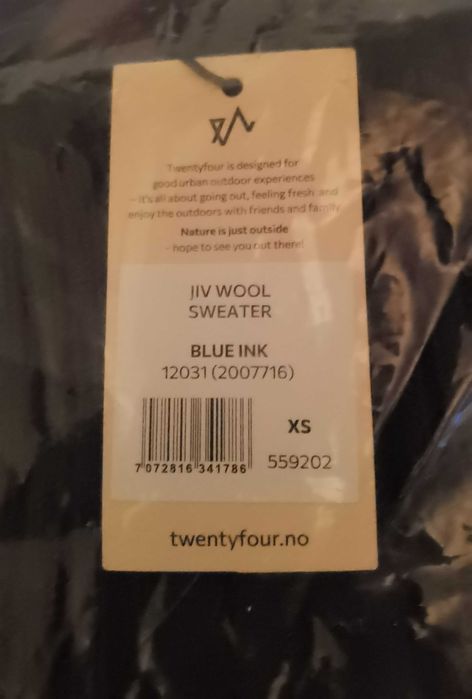 Twentyfour is designed for
good urban outdoor experiences
- it's all about going out, feeling fresh and
enjoy the outdoors with friends and family
Nature is just outside
- hope to see you out there!
JIV WOOL
SWEATER
BLUE INK
12031 (2007716)
XS
7 072816 341786
559202
twentyfour.no